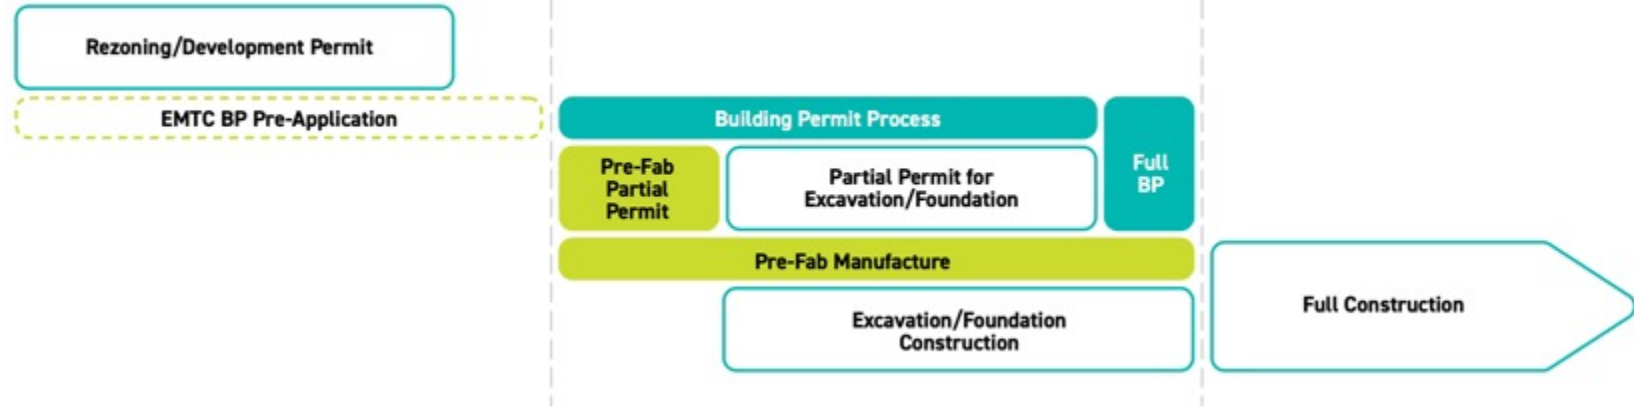 Rezoning/Development Permit
EMTC BP Pre-Application
Building Permit Process
Pre-Fab
Partial
Permit
Partial Permit for
Excavation/Foundation
Full
BP
Pre-Fab Manufacture
Excavation/Foundation
Construction
Full Construction